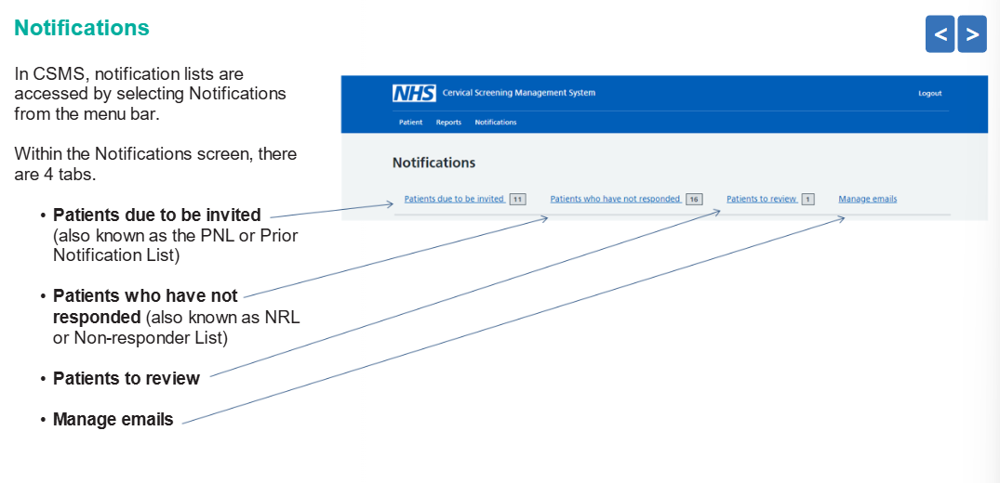 Notifications
< >
In CSMS, notification lists are
accessed by selecting Notifications
from the menu bar.
Within the Notifications screen, there
are 4 tabs.
• Patients due to be invited
(also known as the PNL or Prior
Notification List)
• Patients who have not
responded (also known as NRL
or Non-responder List)
• Patients to review
• Manage emails
NHS Cervical Screening Management System Logout
Patient Reports Notifications
Notifications
Patients due to be invited 11 Patients who have not responded 16 Patients to review 1 Manage emails